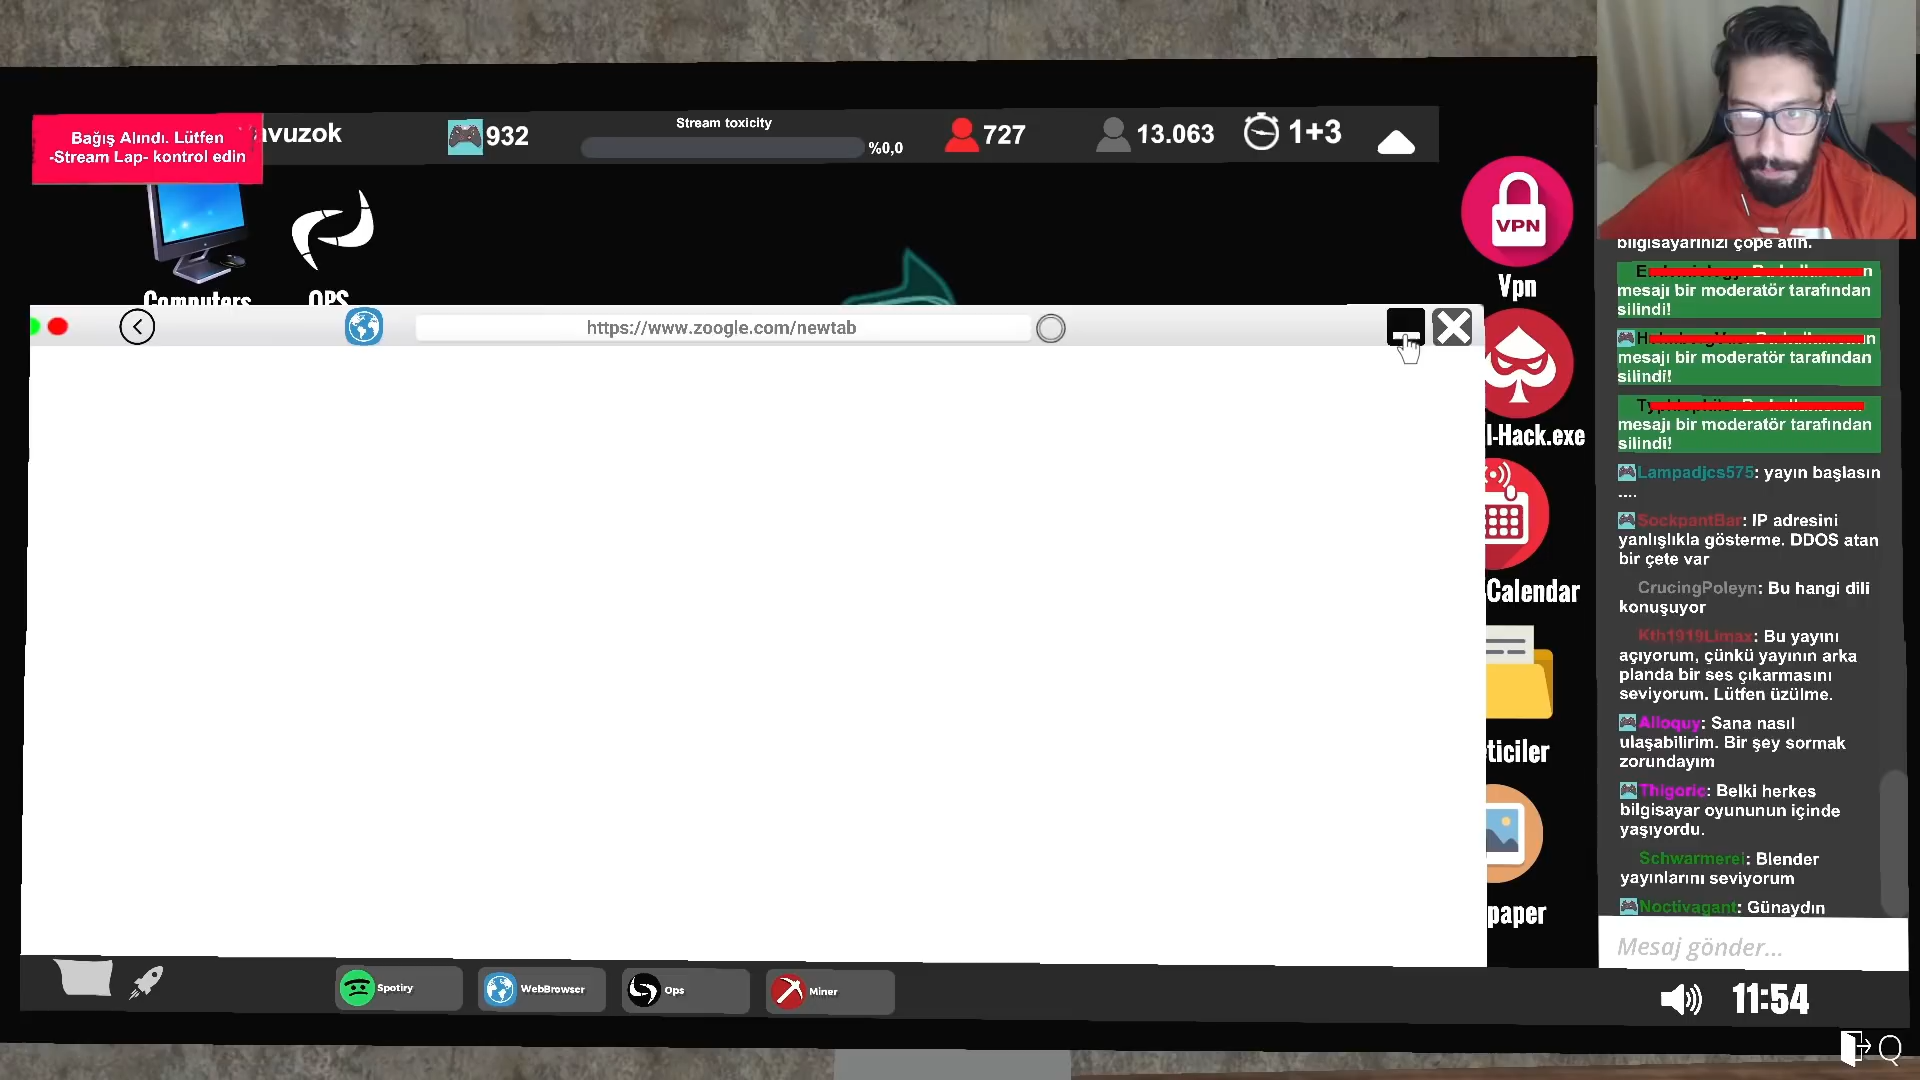 Bağış Alındı. Lütfen
-Stream Lap- kontrol edin
avuzok
932
Stream toxicity
%0,0
727
13.063
1+3
Computers
OPS
https://www.zoogle.com/newtab
VPN
Vpn
l-Hack.exe
Calendar
ticiler
paper
bilgisayarınızı çöpe atın.
mesajı bir moderatör tarafından
silindi!
mesajı bir moderatör tarafından
silindi!
mesajı bir moderatör tarafından
silindi!
Lampadjcs575: yayın başlasın
....
SockpantBar: IP adresini
yanlışlıkla gösterme. DDOS atan
bir çete var
CrucingPoleyn: Bu hangi dili
konuşuyor
Kth1919Limax: Bu yayını
açıyorum, çünkü yayının arka
planda bir ses çıkarmasını
seviyorum. Lütfen üzülme.
Alloquy: Sana nasıl
ulaşabilirim. Bir şey sormak
zorundayım
Thigoric: Belki herkes
bilgisayar oyununun içinde
yaşıyordu.
Schwarmerei: Blender
yayınlarını seviyorum
Noctivagant: Günaydın
Mesaj gönder...
Spotiry
WebBrowser
Ops
Miner
11:54
Q